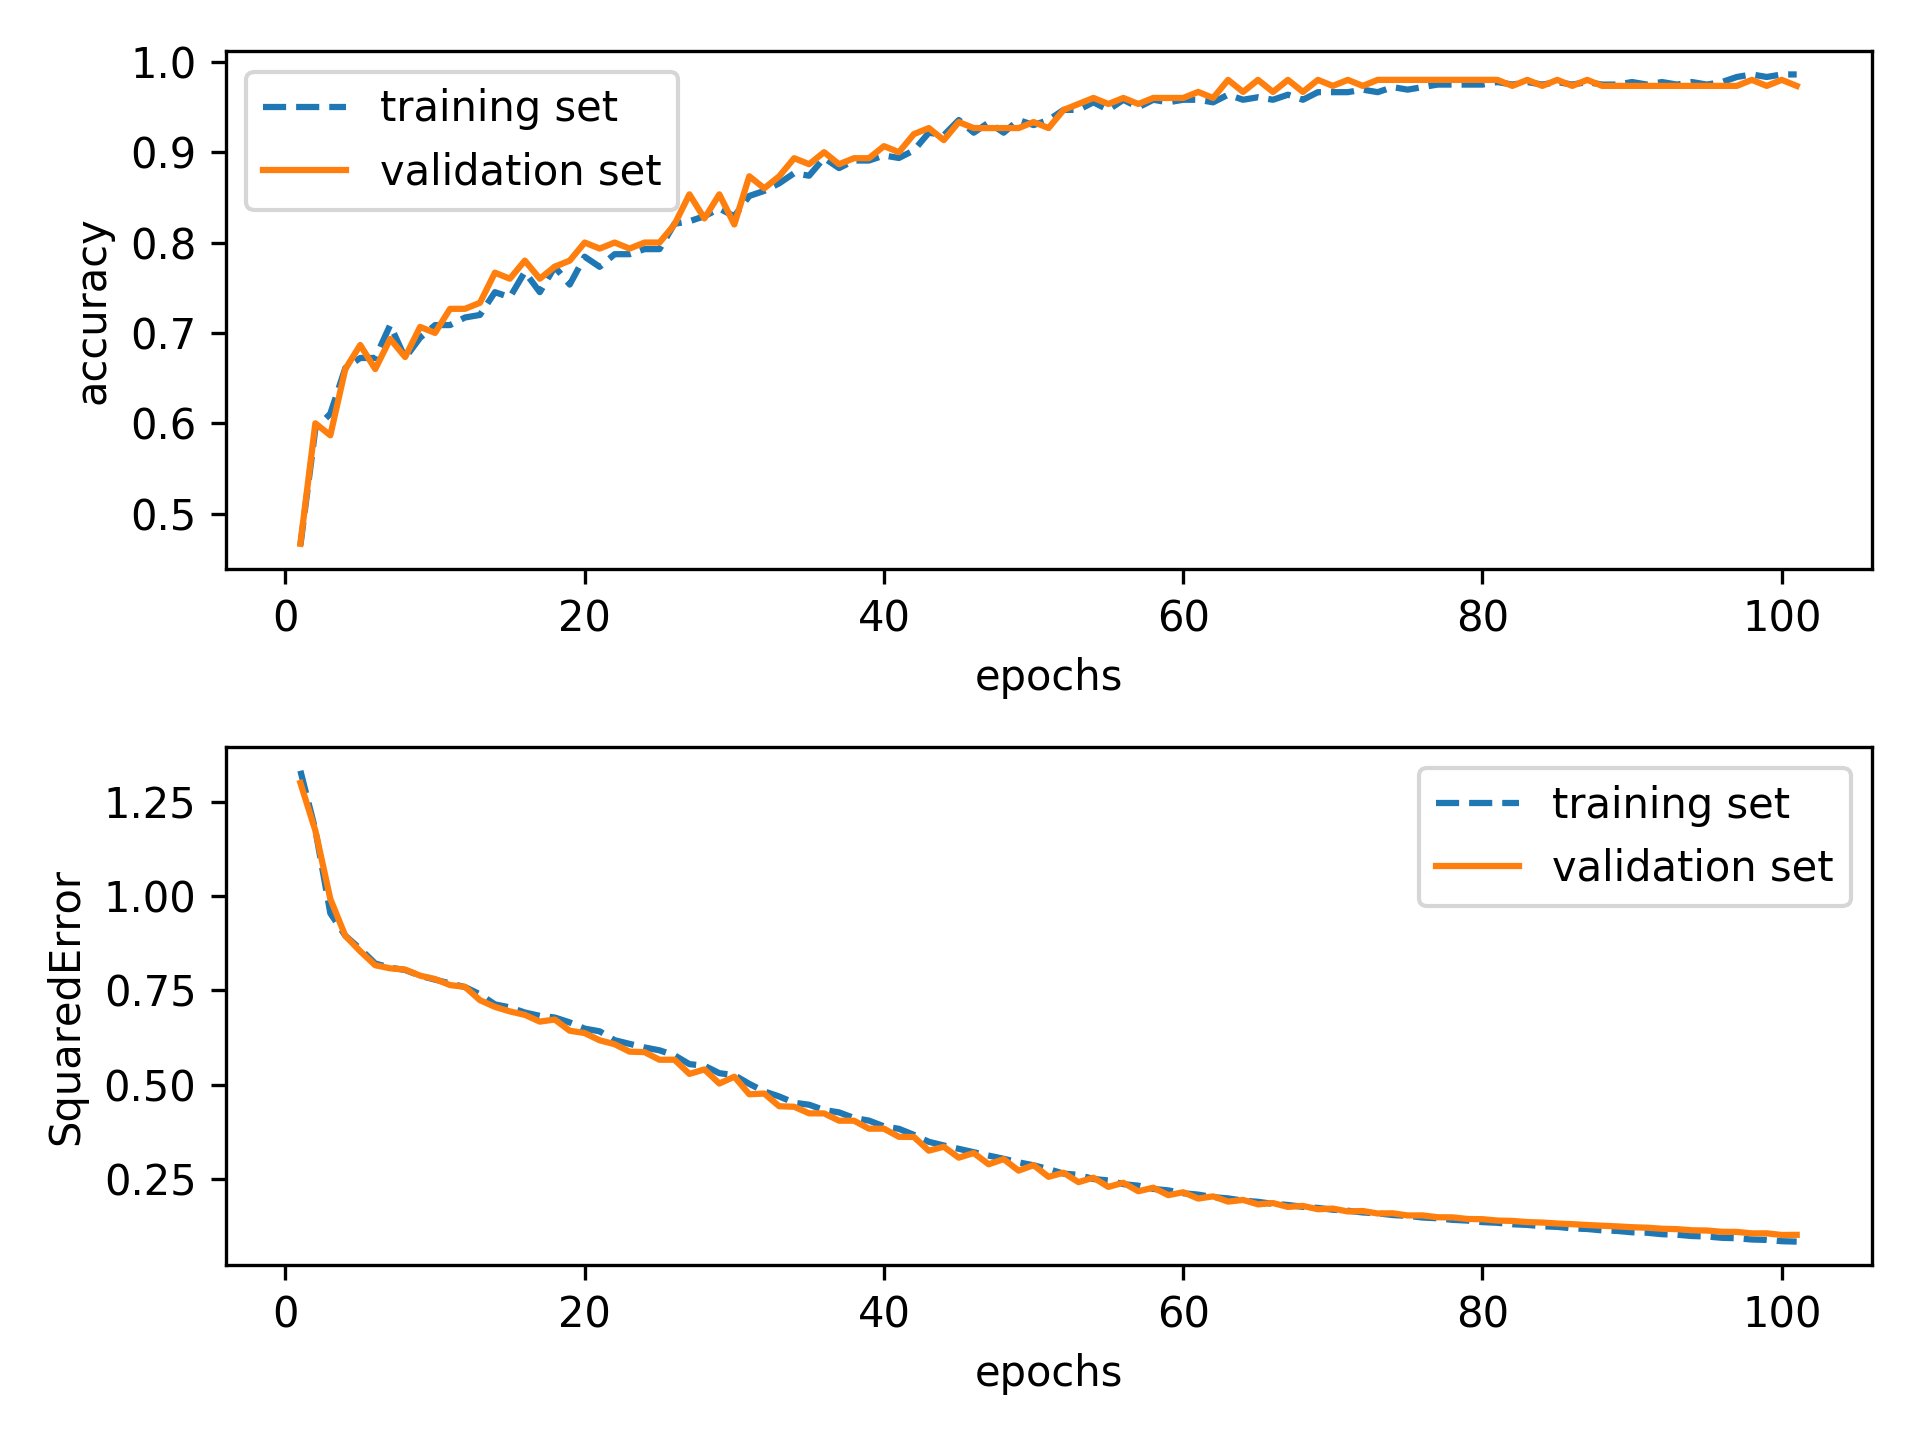 1.0
0.9
0.8
0.7
0.6
0.5
accuracy
training set
validation set
0 20 40 60 80 100
epochs
1.25
1.00
0.75
0.50
0.25
SquaredError
training set
validation set
0 20 40 60 80 100
epochs